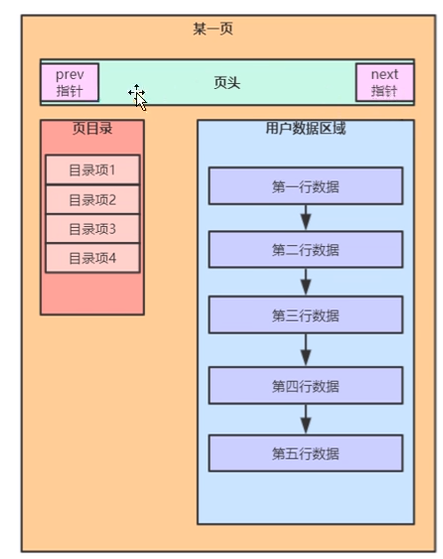 某一页
prev
指针
页头
next
指针
页目录
目录项1
目录项2
目录项3
目录项4
用户数据区域
第一行数据
第二行数据
第三行数据
第四行数据
第五行数据